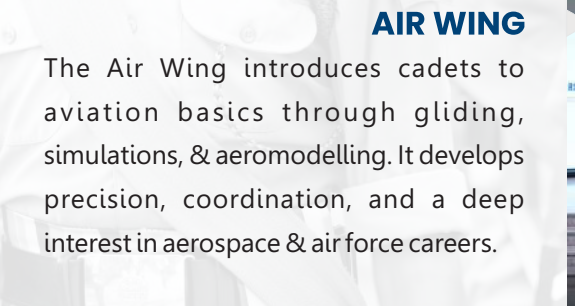 AIR WING
The Air Wing introduces cadets to
aviation basics through gliding,
simulations, & aeromodelling. It develops
precision, coordination, and a deep
interest in aerospace & air force careers.